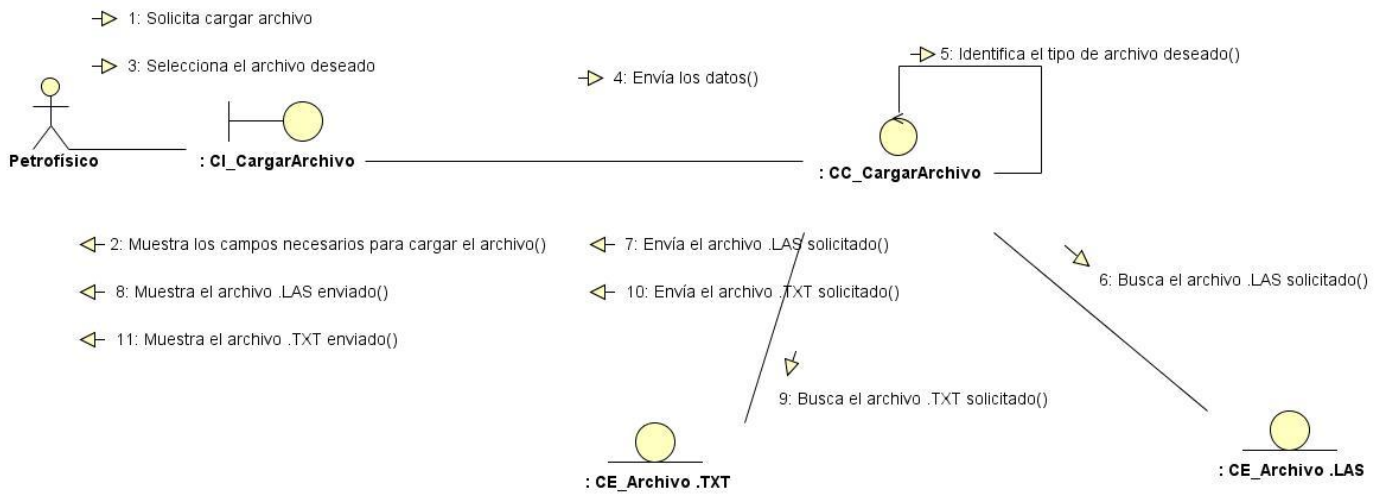 1: Solicita cargar archivo
3: Selecciona el archivo deseado
4: Envía los datos()
5: Identifica el tipo de archivo deseado()
Petrofísico
: CI_CargarArchivo
: CC_CargarArchivo
2: Muestra los campos necesarios para cargar el archivo()
7: Envía el archivo .LAS solicitado()
8: Muestra el archivo .LAS enviado()
10: Envía el archivo .TXT solicitado()
6: Busca el archivo .LAS solicitado()
11: Muestra el archivo .TXT enviado()
9: Busca el archivo .TXT solicitado()
: CE_Archivo .TXT
: CE_Archivo .LAS